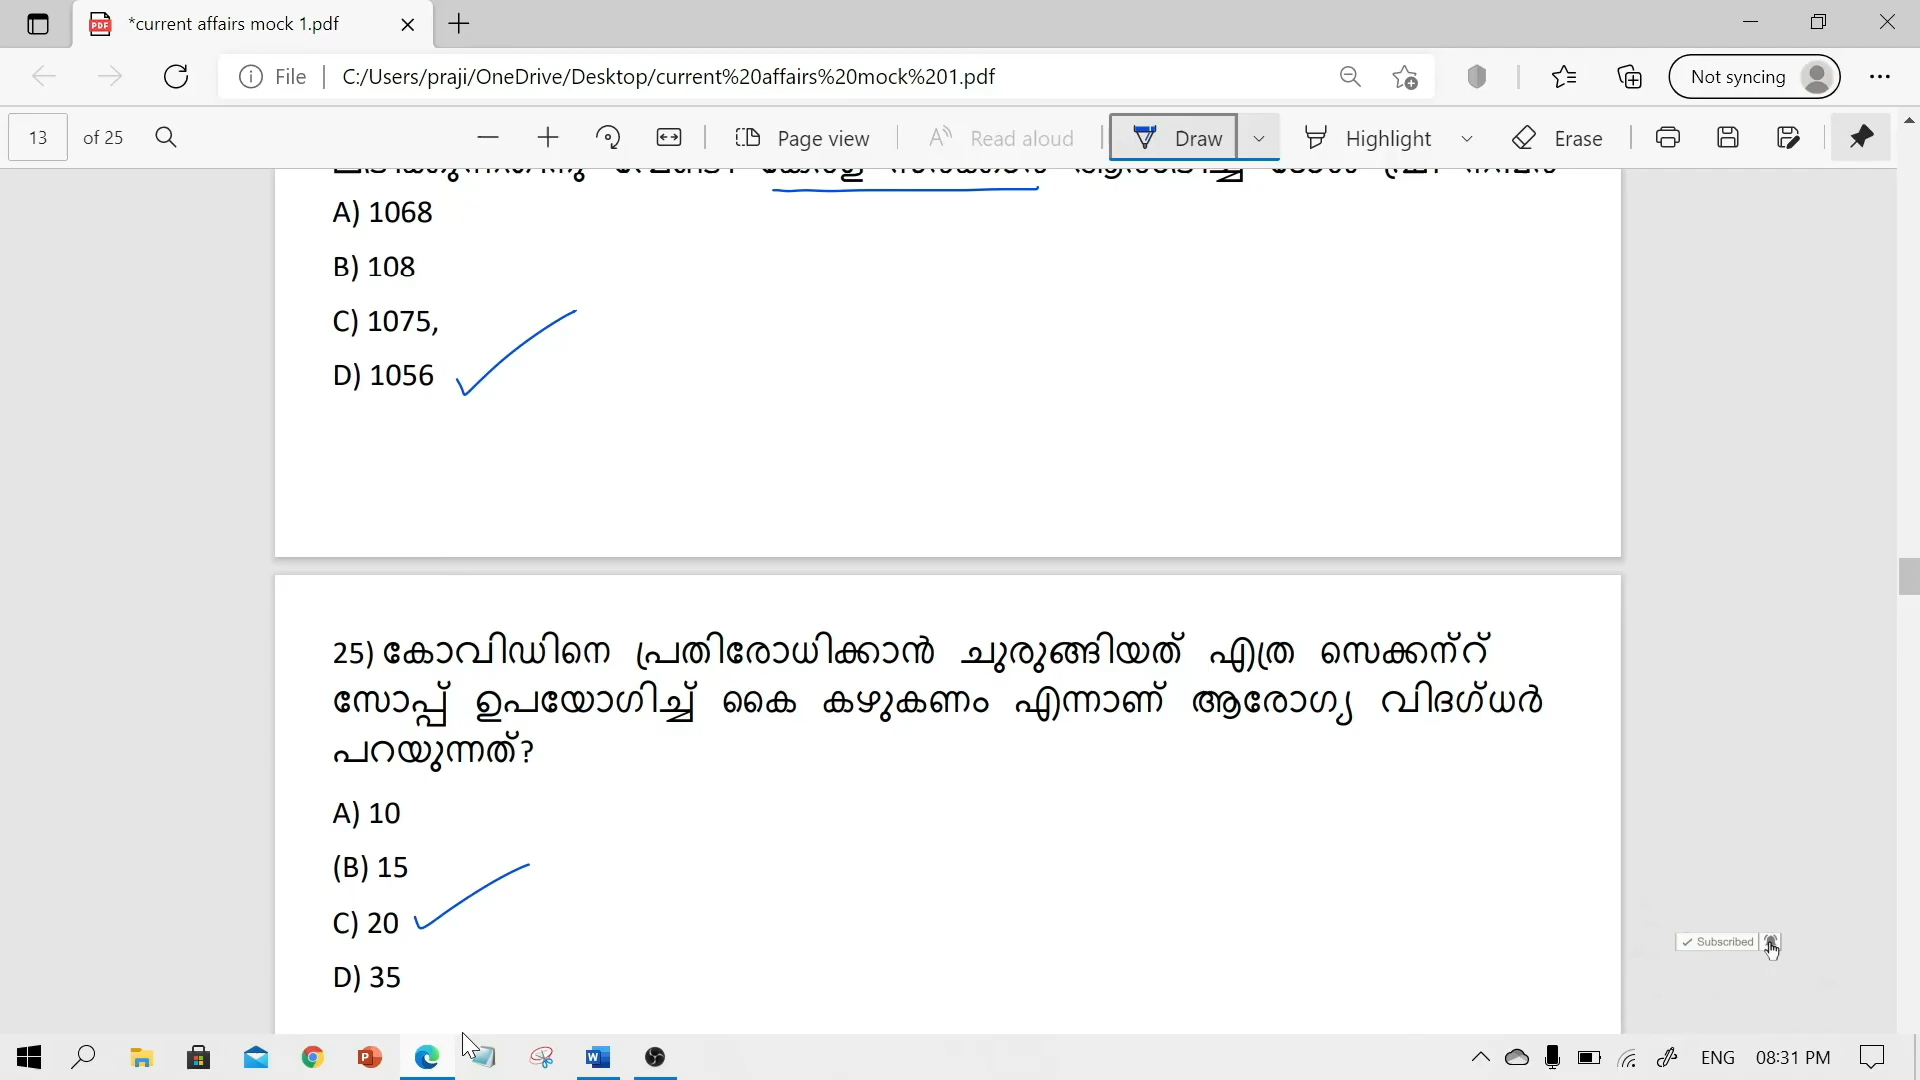 *current affairs mock 1.pdf
File
C:/Users/praji/OneDrive/Desktop/current%20affairs%20mock%201.pdf
Not syncing
13 of 25
Page view
Read aloud
Draw
Highlight
Erase
A) 1068
B) 108
C) 1075,
D) 1056
25) കോവിഡിനെ പ്രതിരോധിക്കാൻ ചുരുങ്ങിയത് എത്ര സെക്കന്റ്
സോപ്പ് ഉപയോഗിച്ച് കൈ കഴുകണം എന്നാണ് ആരോഗ്യ വിദഗ്ധർ
പറയുന്നത്?
A) 10
(B) 15
C) 20
D) 35
Subscribed
ENG 08:31 PM